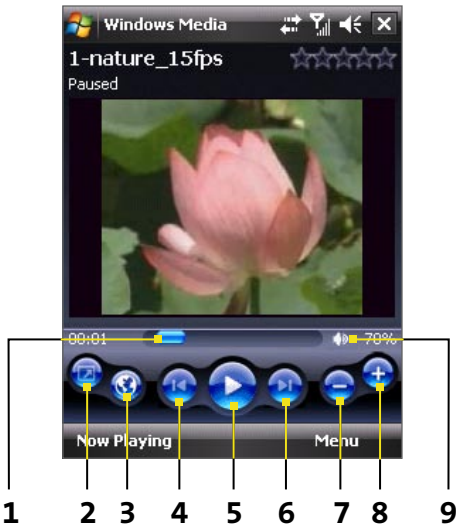 Windows Media
1-nature_15fps
Paused
00:01 70%
Now Playing Menu
1 2 3 4 5 6 7 8 9